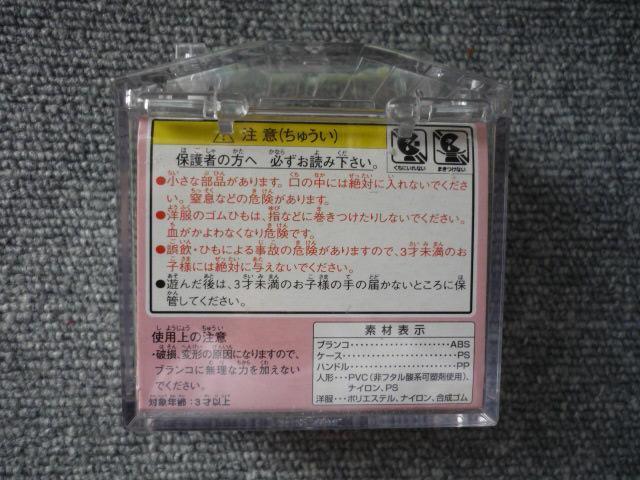 ⚠ 注意(ちゅうい)
保護者の方へ 必ずお読み下さい。
くちにいれない
まきつけない
●小さな部品があります。口の中には絶対に入れないでくださ
い。窒息などの危険があります。
●洋服のゴムひもは、指などに巻きつけたりしないでください。
血がかよわなくなり危険です。
●誤飲・ひもによる事故の危険がありますので、3才未満のお
子様には絶対に与えないでください。
●遊んだ後は、3才未満のお子様の手の届かないところに保
管してください。
使用上の注意
・破損、変形の原因になりますので、
ブランコに無理な力を加えない
でください。
対象年齢:3才以上
素材表示
ブランコ・・・・・・・・・・・・・・・・・・ABS
ケース・・・・・・・・・・・・・・・・・・・・PS
ハンドル・・・・・・・・・・・・・・・・・・PP
人形・・・PVC(非フタル酸系可塑剤使用)、
ナイロン、PS
洋服・・・ポリエステル、ナイロン、合成ゴム